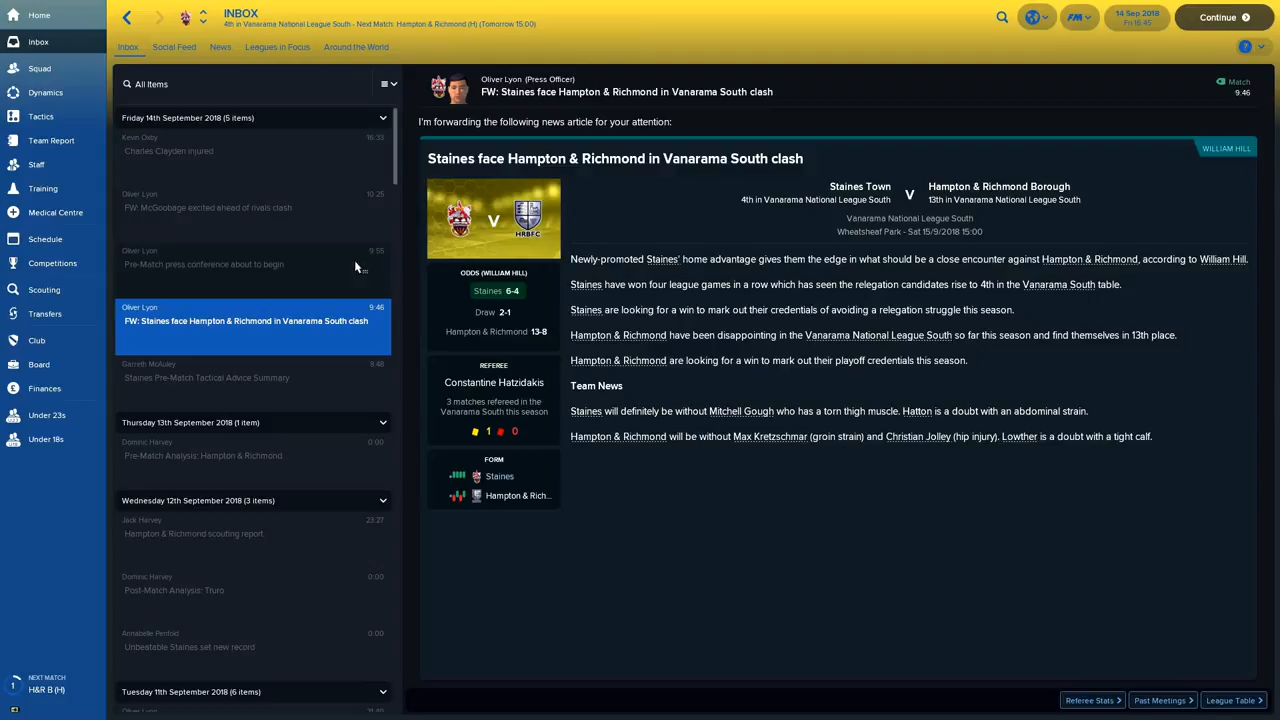 Home
Inbox
Squad
Dynamics
Tactics
Team Report
Staff
Training
Medical Centre
Schedule
Competitions
Scouting
Transfers
Club
Board
Finances
Under 23s
Under 18s
NEXT MATCH
1 H&R B (H)
INBOX
4th in Vanarama National League South - Next Match: Hampton & Richmond (H) (Tomorrow 15:00)
FM
14 Sep 2018
Fri 16:45
Continue
Inbox Social Feed News Leagues in Focus Around the World
?
All Items
Friday 14th September 2018 (5 items)
Kevin Oxby 16:33
Charles Clayden injured
Oliver Lyon 10:25
FW: McGoobage excited ahead of rivals clash
Oliver Lyon 9:55
Pre-Match press conference about to begin
Oliver Lyon 9:46
FW: Staines face Hampton & Richmond in Vanarama South clash
Garreth McAuley
Staines Pre-Match Tactical Advice Summary
Thursday 13th September 2018 (1 item)
Dominic Harvey 0:00
Pre-Match Analysis: Hampton & Richmond
Wednesday 12th September 2018 (3 items)
Jack Harvey 23:27
Hampton & Richmond scouting report
Dominic Harvey 0:00
Post-Match Analysis: Truro
Annabelle Penfold 0:00
Unbeatable Staines set new record
Tuesday 11th September 2018 (6 items)
Oliver Lyon
Oliver Lyon (Press Officer)
FW: Staines face Hampton & Richmond in Vanarama South clash
Match
9:46
I'm forwarding the following news article for your attention:
WILLIAM HILL
Staines face Hampton & Richmond in Vanarama South clash
V
HRBFC
Staines Town V Hampton & Richmond Borough
4th in Vanarama National League South 13th in Vanarama National League South
Vanarama National League South
Wheatsheaf Park - Sat 15/9/2018 15:00
ODDS (WILLIAM HILL)
Staines 6-4
Draw 2-1
Hampton & Richmond 13-8
REFEREE
Constantine Hatzidakis
3 matches refereed in the
Vanarama South this season
1 0
FORM
Staines
Hampton & Rich...
Newly-promoted Staines' home advantage gives them the edge in what should be a close encounter against Hampton & Richmond, according to William Hill.
Staines have won four league games in a row which has seen the relegation candidates rise to 4th in the Vanarama South table.
Staines are looking for a win to mark out their credentials of avoiding a relegation struggle this season.
Hampton & Richmond have been disappointing in the Vanarama National League South so far this season and find themselves in 13th place.
Hampton & Richmond are looking for a win to mark out their playoff credentials this season.
Team News
Staines will definitely be without Mitchell Gough who has a torn thigh muscle. Hatton is a doubt with an abdominal strain.
Hampton & Richmond will be without Max Kretzschmar (groin strain) and Christian Jolley (hip injury). Lowther is a doubt with a tight calf.
Referee Stats Past Meetings League Table